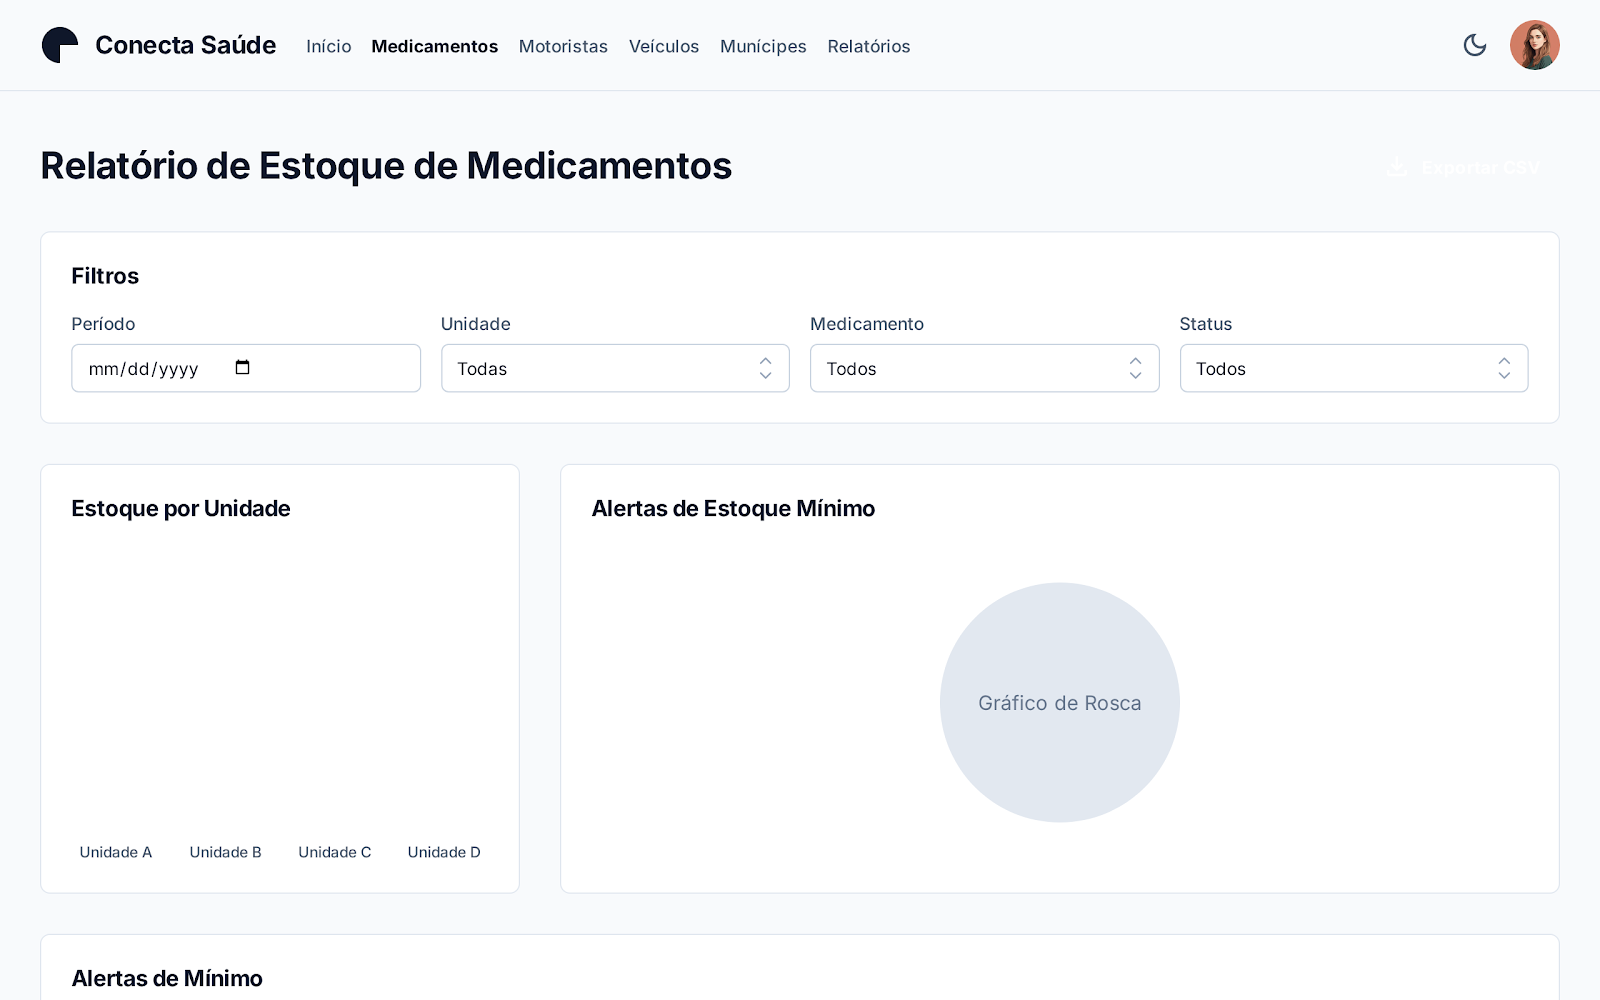 Conecta Saúde Início Medicamentos Motoristas Veículos Munícipes Relatórios
Relatório de Estoque de Medicamentos Exportar CSV
Filtros
Período Unidade Medicamento Status
mm/dd/yyyy Todas Todos Todos
Estoque por Unidade Alertas de Estoque Mínimo
Gráfico de Rosca
Unidade A Unidade B Unidade C Unidade D
Alertas de Mínimo